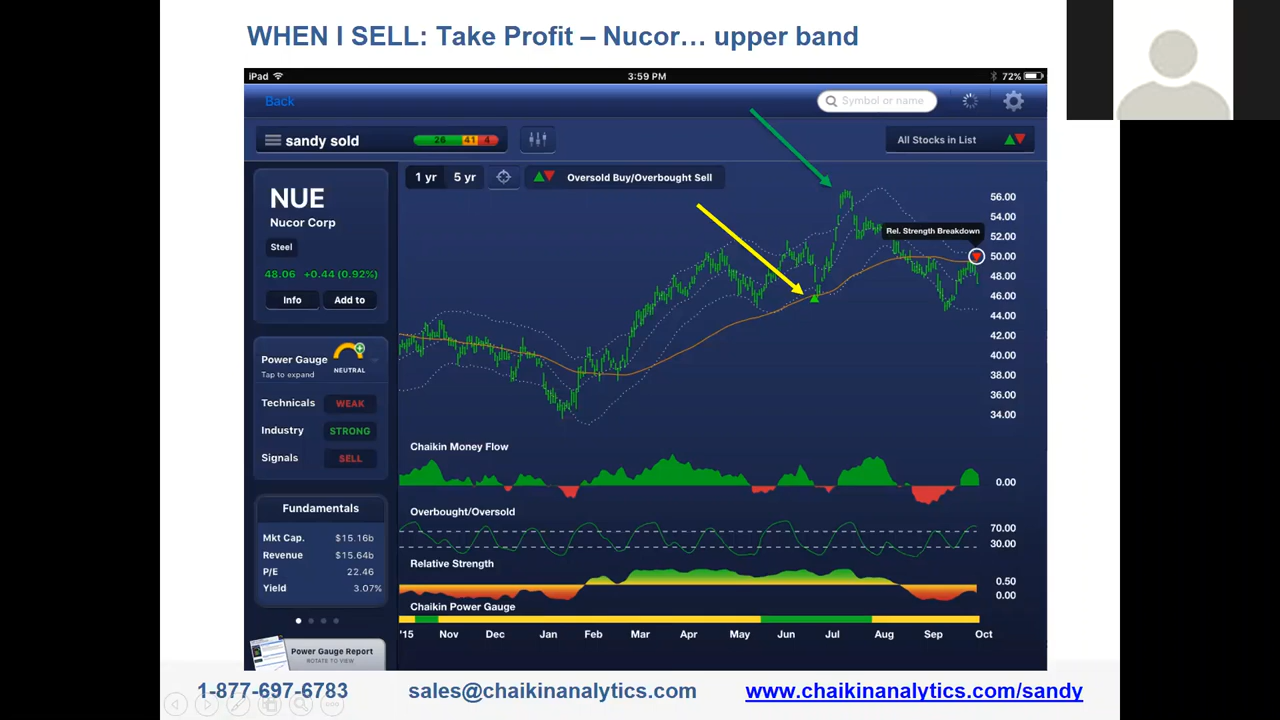 WHEN I SELL: Take Profit – Nucor… upper band
iPad 3:59 PM 72%
Back
Symbol or name
sandy sold
26 41 4
All Stocks in List
1 yr 5 yr
Oversold Buy/Overbought Sell
NUE
Nucor Corp
Steel
48.06 +0.44 (0.92%)
Info Add to
Power Gauge
Tap to expand
NEUTRAL
Technicals WEAK
Industry STRONG
Signals SELL
Fundamentals
Mkt Cap. $15.16b
Revenue $15.64b
P/E 22.46
Yield 3.07%
Power Gauge Report
ROTATE TO VIEW
Rel. Strength Breakdown
56.00
54.00
52.00
50.00
48.00
46.00
44.00
42.00
40.00
38.00
36.00
34.00
Chaikin Money Flow
0.00
Overbought/Oversold
70.00
30.00
Relative Strength
0.50
0.00
Chaikin Power Gauge
'15 Nov Dec Jan Feb Mar Apr May Jun Jul Aug Sep Oct
1-877-697-6783 sales@chaikinanalytics.com www.chaikinanalytics.com/sandy